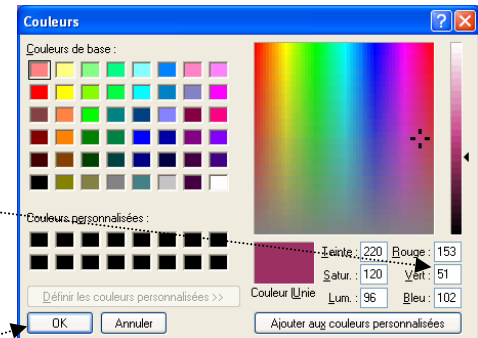 Couleurs
Couleurs de base :
Couleurs personnalisées :
Définir les couleurs personnalisées >>
OK Annuler
Couleur|Unie
Teinte : 220 Rouge : 153
Satur. : 120 Vert : 51
Lum. : 96 Bleu : 102
Ajouter aux couleurs personnalisées